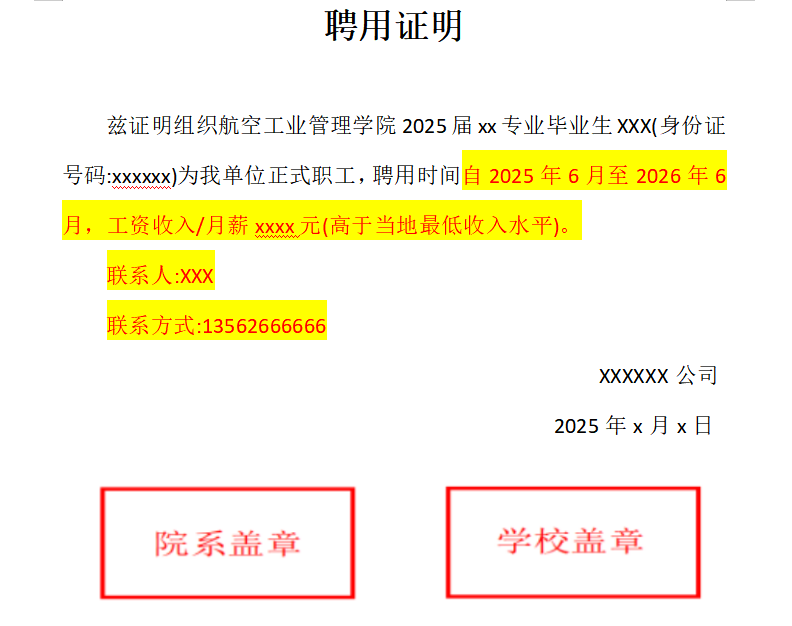 聘用证明
兹证明组织航空工业管理学院 2025 届 xx 专业毕业生 XXX(身份证
号码:xxxxxx)为我单位正式职工，聘用时间自 2025 年 6 月至 2026 年 6
月，工资收入/月薪 xxxx 元(高于当地最低收入水平)。
联系人:XXX
联系方式:13562666666
XXXXXX 公司
2025 年 x 月 x 日
院系盖章
学校盖章